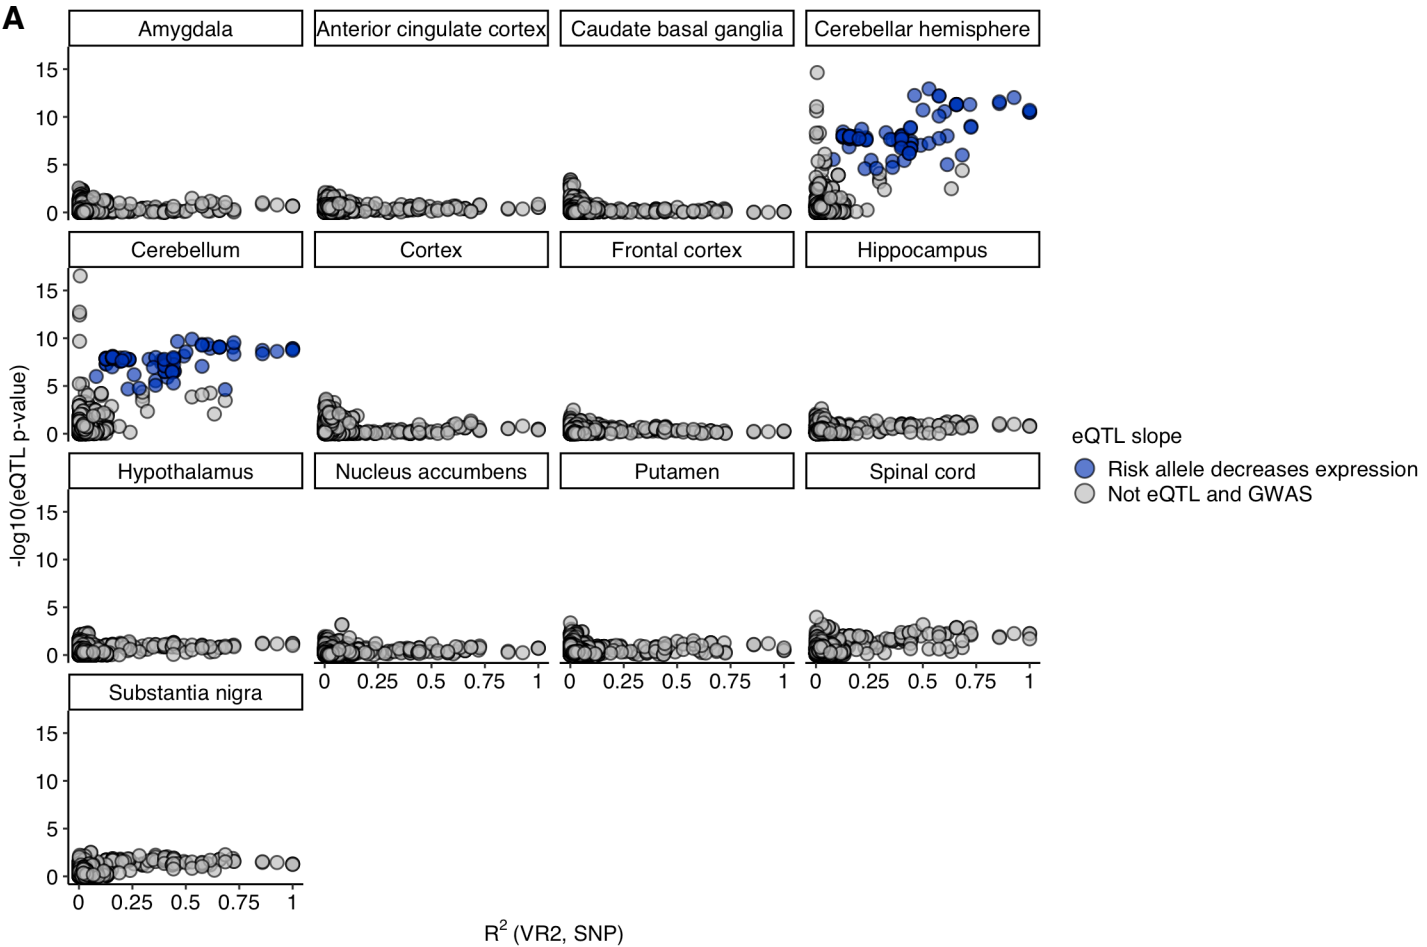 A
Amygdala
Anterior cingulate cortex
Caudate basal ganglia
Cerebellar hemisphere
15
10
5
0
Cerebellum
Cortex
Frontal cortex
Hippocampus
15
10
5
0
-log10(eQTL p-value)
eQTL slope
Risk allele decreases expression
Not eQTL and GWAS
Hypothalamus
Nucleus accumbens
Putamen
Spinal cord
15
10
5
0
0 0.25 0.5 0.75 1
0 0.25 0.5 0.75 1
0 0.25 0.5 0.75 1
Substantia nigra
15
10
5
0
0 0.25 0.5 0.75 1
R² (VR2, SNP)